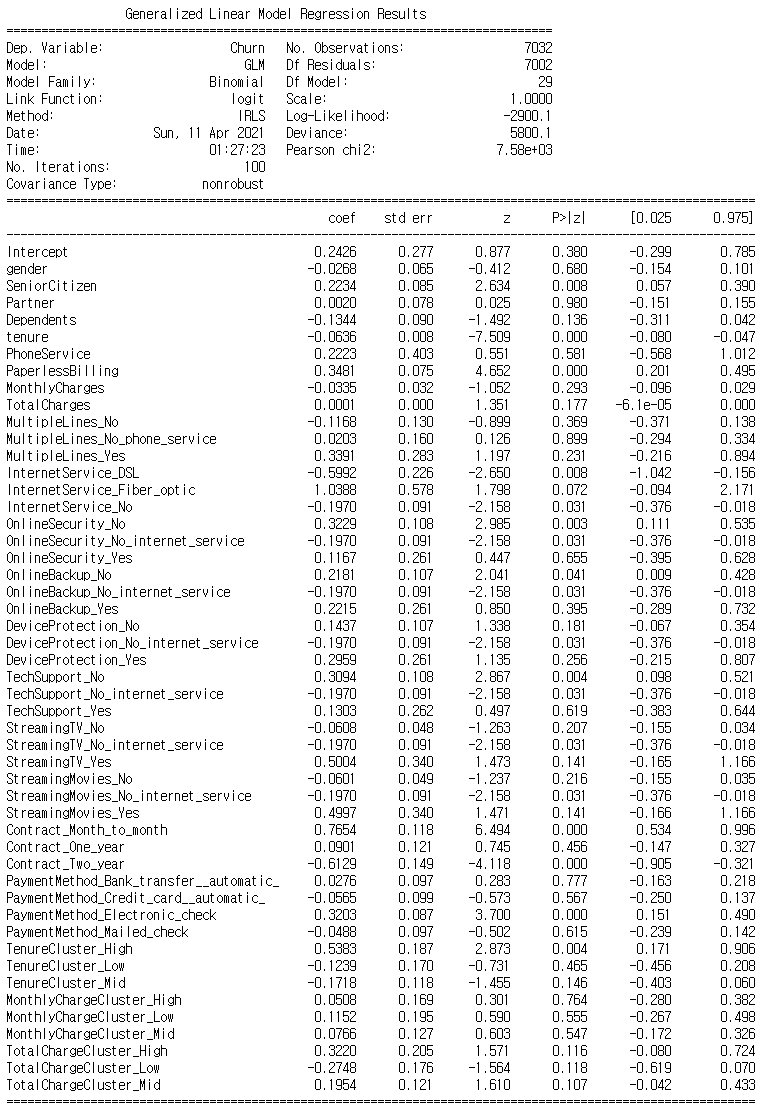 Generalized Linear Model Regression Results
==============================================================================
Dep. Variable: Churn No. Observations: 7032
Model: GLM Df Residuals: 7002
Model Family: Binomial Df Model: 29
Link Function: logit Scale: 1.0000
Method: IRLS Log-Likelihood: -2900.1
Date: Sun, 11 Apr 2021 Deviance: 5800.1
Time: 01:27:23 Pearson chi2: 7.58e+03
No. Iterations: 100
Covariance Type: nonrobust
===========================================================================================================
coef std err z P>|z| [0.025 0.975]
-----------------------------------------------------------------------------------------------------------
Intercept 0.2426 0.277 0.877 0.380 -0.299 0.785
gender -0.0268 0.065 -0.412 0.680 -0.154 0.101
SeniorCitizen 0.2234 0.085 2.634 0.008 0.057 0.390
Partner 0.0020 0.078 0.025 0.980 -0.151 0.155
Dependents -0.1344 0.090 -1.492 0.136 -0.311 0.042
tenure -0.0636 0.008 -7.509 0.000 -0.080 -0.047
PhoneService 0.2223 0.403 0.551 0.581 -0.568 1.012
PaperlessBilling 0.3481 0.075 4.652 0.000 0.201 0.495
MonthlyCharges -0.0335 0.032 -1.052 0.293 -0.096 0.029
TotalCharges 0.0001 0.000 1.351 0.177 -6.1e-05 0.000
MultipleLines_No -0.1168 0.130 -0.899 0.369 -0.371 0.138
MultipleLines_No_phone_service 0.0203 0.160 0.126 0.899 -0.294 0.334
MultipleLines_Yes 0.3391 0.283 1.197 0.231 -0.216 0.894
InternetService_DSL -0.5992 0.226 -2.650 0.008 -1.042 -0.156
InternetService_Fiber_optic 1.0388 0.578 1.798 0.072 -0.094 2.171
InternetService_No -0.1970 0.091 -2.158 0.031 -0.376 -0.018
OnlineSecurity_No 0.3229 0.108 2.985 0.003 0.111 0.535
OnlineSecurity_No_internet_service -0.1970 0.091 -2.158 0.031 -0.376 -0.018
OnlineSecurity_Yes 0.1167 0.261 0.447 0.655 -0.395 0.628
OnlineBackup_No 0.2181 0.107 2.041 0.041 0.009 0.428
OnlineBackup_No_internet_service -0.1970 0.091 -2.158 0.031 -0.376 -0.018
OnlineBackup_Yes 0.2215 0.261 0.850 0.395 -0.289 0.732
DeviceProtection_No 0.1437 0.107 1.338 0.181 -0.067 0.354
DeviceProtection_No_internet_service -0.1970 0.091 -2.158 0.031 -0.376 -0.018
DeviceProtection_Yes 0.2959 0.261 1.135 0.256 -0.215 0.807
TechSupport_No 0.3094 0.108 2.867 0.004 0.098 0.521
TechSupport_No_internet_service -0.1970 0.091 -2.158 0.031 -0.376 -0.018
TechSupport_Yes 0.1303 0.262 0.497 0.619 -0.383 0.644
StreamingTV_No -0.0608 0.048 -1.263 0.207 -0.155 0.034
StreamingTV_No_internet_service -0.1970 0.091 -2.158 0.031 -0.376 -0.018
StreamingTV_Yes 0.5004 0.340 1.473 0.141 -0.165 1.166
StreamingMovies_No -0.0601 0.049 -1.237 0.216 -0.155 0.035
StreamingMovies_No_internet_service -0.1970 0.091 -2.158 0.031 -0.376 -0.018
StreamingMovies_Yes 0.4997 0.340 1.471 0.141 -0.166 1.166
Contract_Month_to_month 0.7654 0.118 6.494 0.000 0.534 0.996
Contract_One_year 0.0901 0.121 0.745 0.456 -0.147 0.327
Contract_Two_year -0.6129 0.149 -4.118 0.000 -0.905 -0.321
PaymentMethod_Bank_transfer__automatic_ 0.0276 0.097 0.283 0.777 -0.163 0.218
PaymentMethod_Credit_card__automatic_ -0.0565 0.099 -0.573 0.567 -0.250 0.137
PaymentMethod_Electronic_check 0.3203 0.087 3.700 0.000 0.151 0.490
PaymentMethod_Mailed_check -0.0488 0.097 -0.502 0.615 -0.239 0.142
TenureCluster_High 0.5383 0.187 2.873 0.004 0.171 0.906
TenureCluster_Low -0.1239 0.170 -0.731 0.465 -0.456 0.208
TenureCluster_Mid -0.1718 0.118 -1.455 0.146 -0.403 0.060
MonthlyChargeCluster_High 0.0508 0.169 0.301 0.764 -0.280 0.382
MonthlyChargeCluster_Low 0.1152 0.195 0.590 0.555 -0.267 0.498
MonthlyChargeCluster_Mid 0.0766 0.127 0.603 0.547 -0.172 0.326
TotalChargeCluster_High 0.3220 0.205 1.571 0.116 -0.080 0.724
TotalChargeCluster_Low -0.2748 0.176 -1.564 0.118 -0.619 0.070
TotalChargeCluster_Mid 0.1954 0.121 1.610 0.107 -0.042 0.433
===========================================================================================================